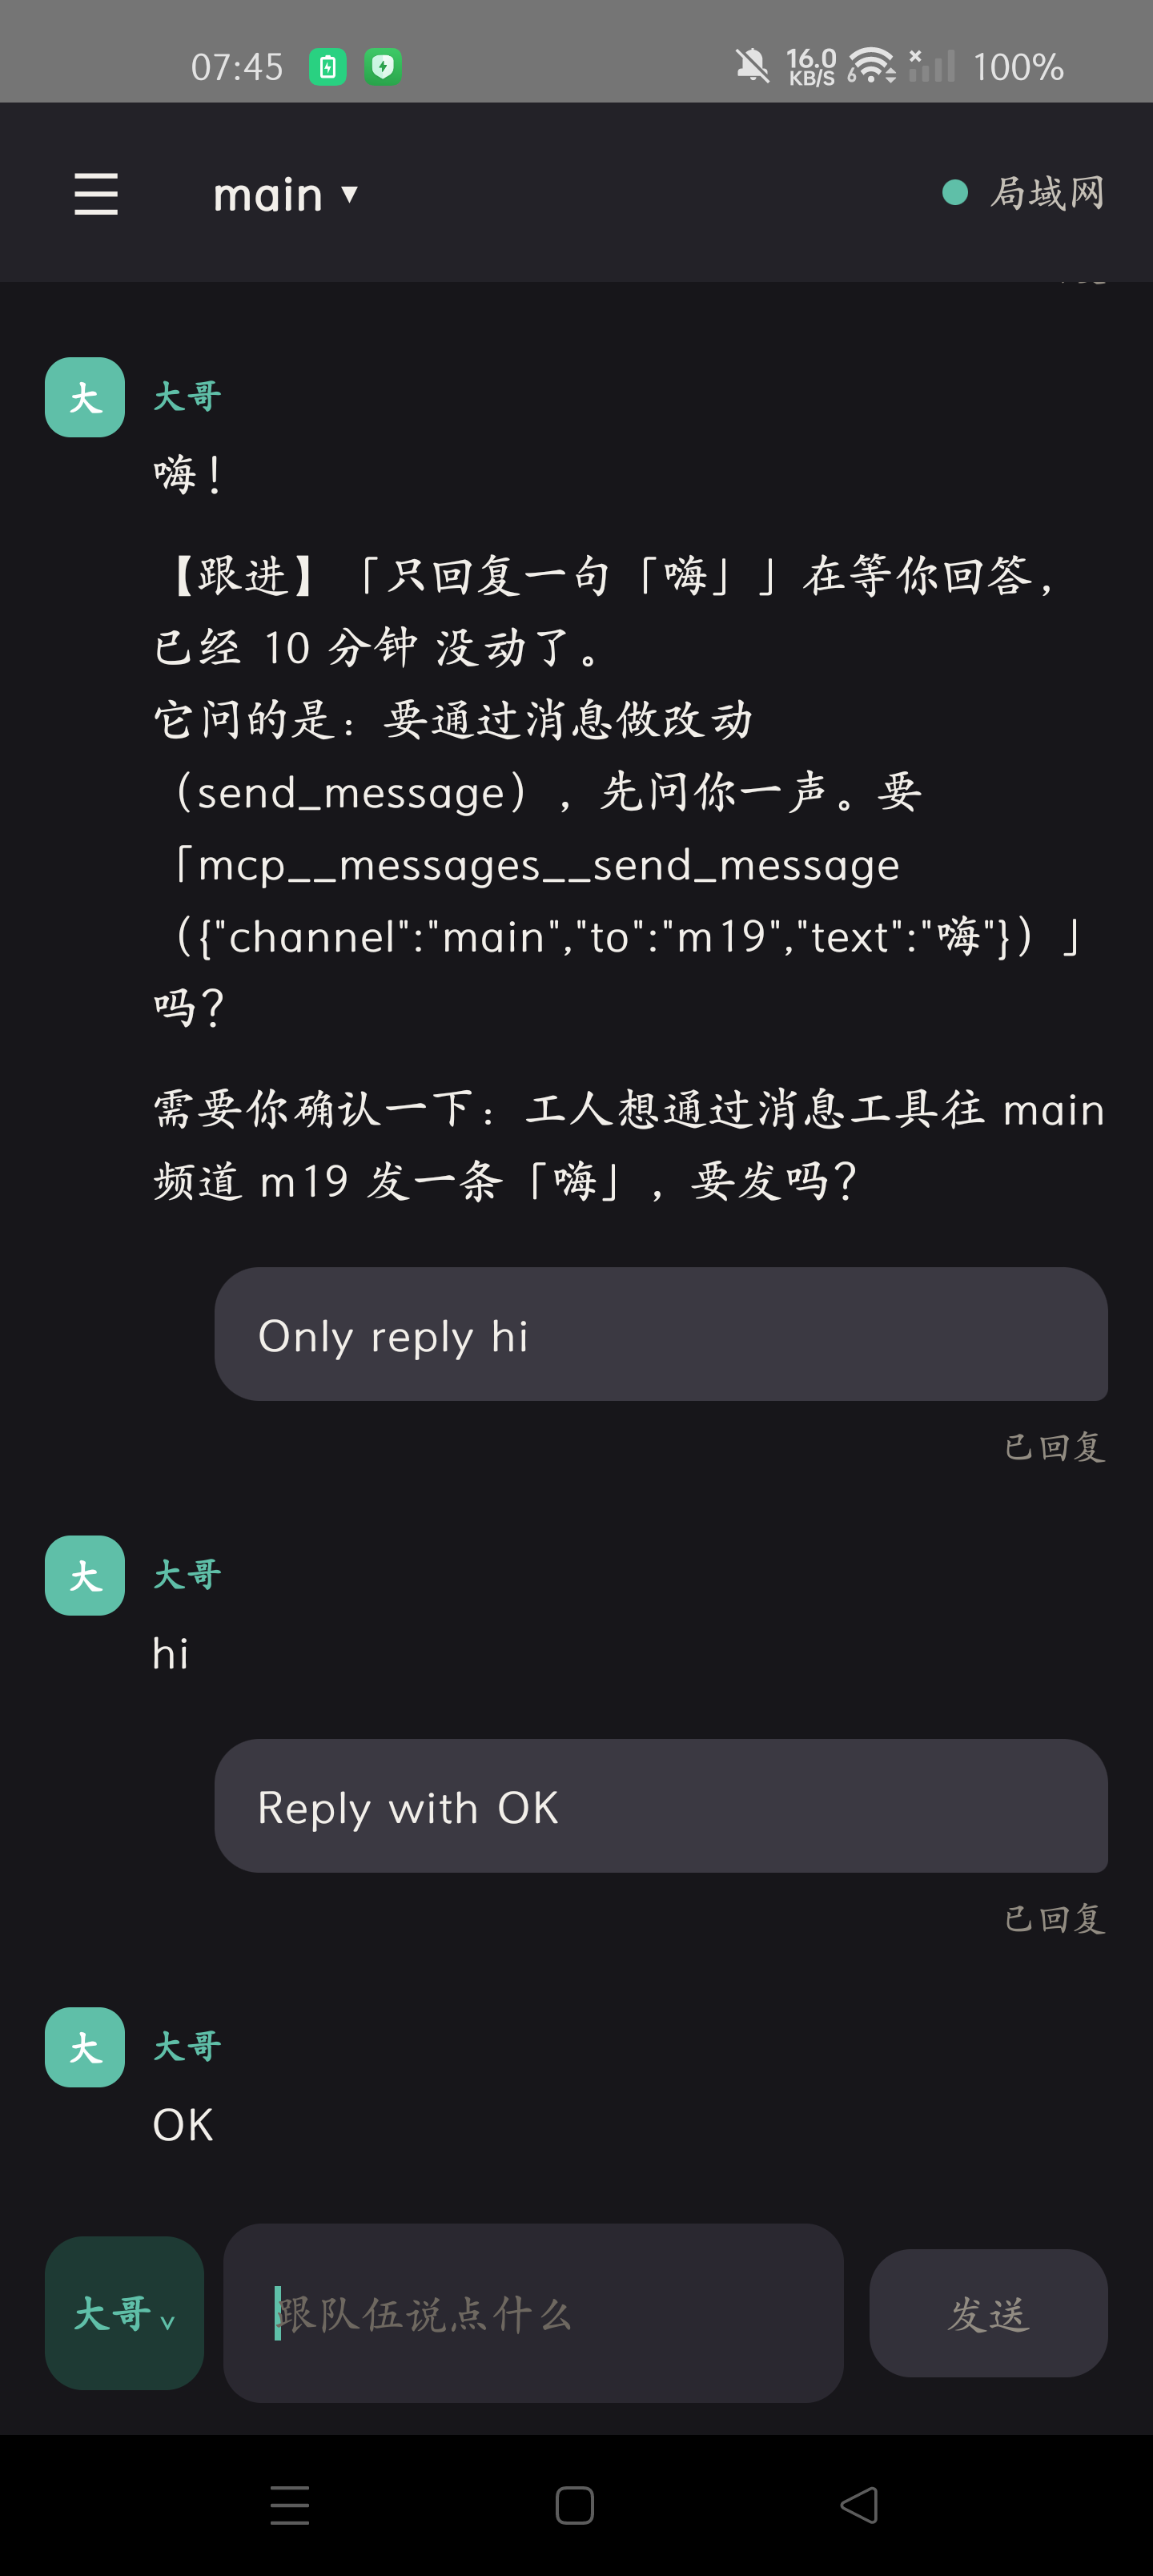 07:45
16.0 KB/S
6
100%
main ▼
局域网
大
大哥
嗨！
【跟进】「只回复一句「嗨」」在等你回答，
已经 10 分钟 没动了。
它问的是：要通过消息做改动
（send_message），先问你一声。要
「mcp__messages__send_message
（{"channel":"main","to":"m19","text":"嗨"}）」
吗？
需要你确认一下：工人想通过消息工具往 main
频道 m19 发一条「嗨」，要发吗？
Only reply hi
已回复
大
大哥
hi
Reply with OK
已回复
大
大哥
OK
大哥
跟队伍说点什么
发送